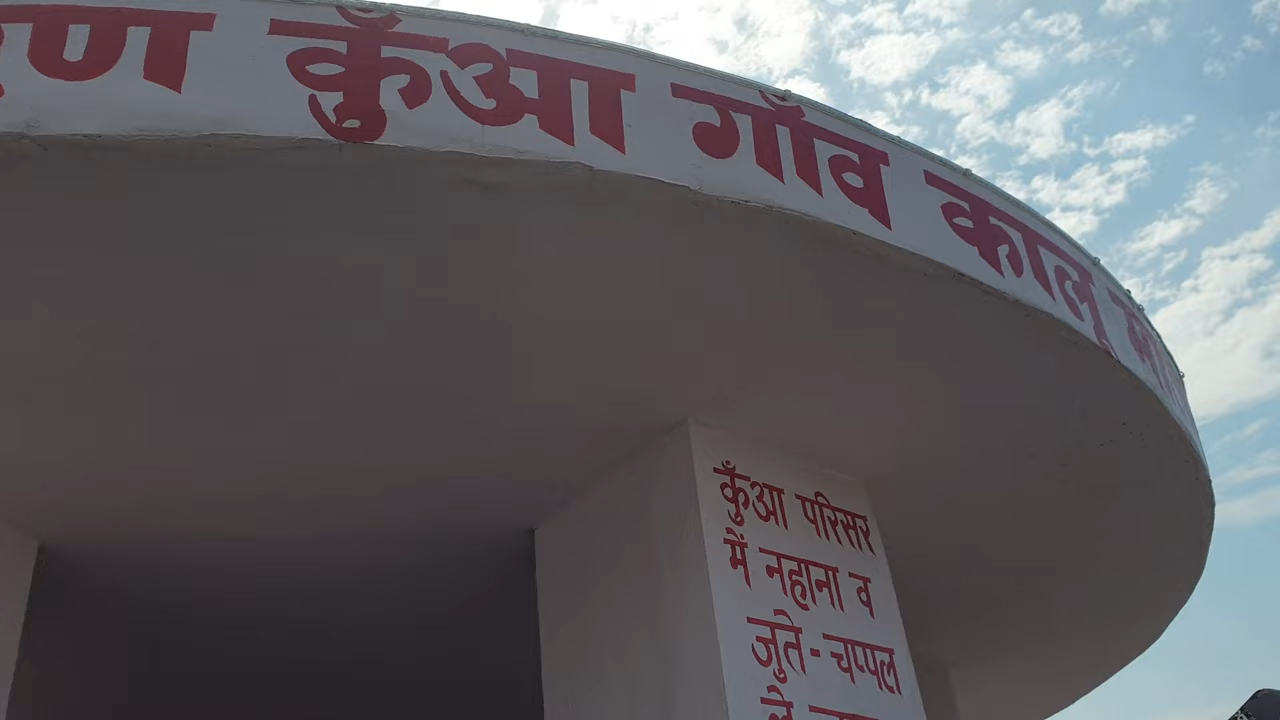 कुँआ गाँव कालू
कुँआ परिसर
में नहाना व
जुते-चप्पल